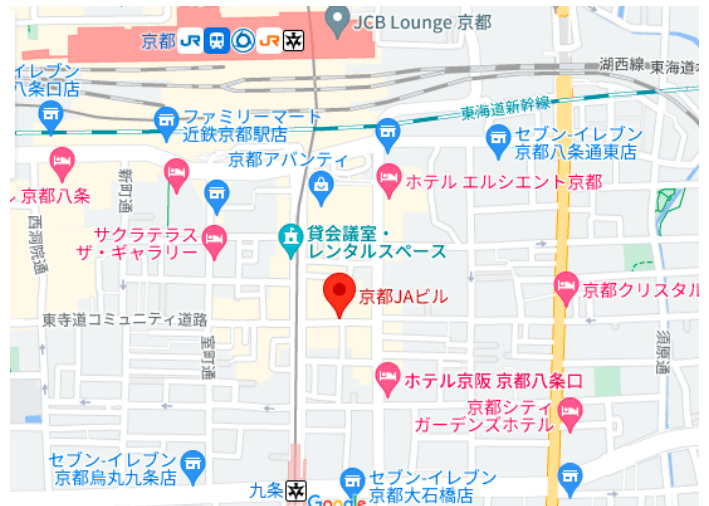 JCB Lounge 京都
京都 JR JR
湖西線
東海道本
イレブン
八条口店
ファミリーマート
近鉄京都駅店
東海道新幹線
セブン-イレブン
京都八条通東店
京都アバンティ
ル 京都八条
新町通
ホテル エルシエント京都
西洞院通
サクラテラス
ザ・ギャラリー
貸会議室・
レンタルスペース
京都JAビル
京都クリスタル
東寺道コミュニティ道路
室町通
須原通
ホテル京阪 京都八条口
京都シティ
ガーデンズホテル
セブン-イレブン
京都烏丸九条店
九条
セブン-イレブン
京都大石橋店
Google